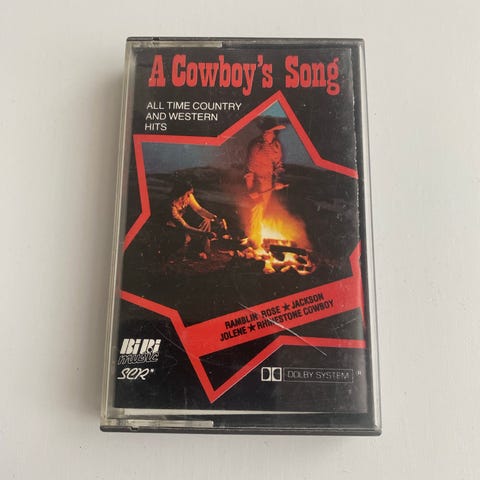 A Cowboy's Song
ALL TIME COUNTRY
AND WESTERN
HITS
RAMBLIN' ROSE ★ JACKSON
JOLENE ★ RHINESTONE COWBOY
BiBi
music
SCR
DOLBY SYSTEM